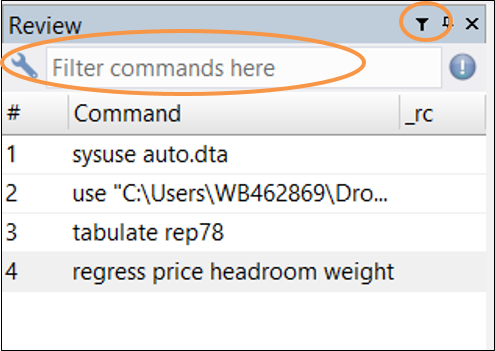 Review
Filter commands here
# Command _rc
1 sysuse auto.dta
2 use "C:\Users\WB462869\Dro...
3 tabulate rep78
4 regress price headroom weight